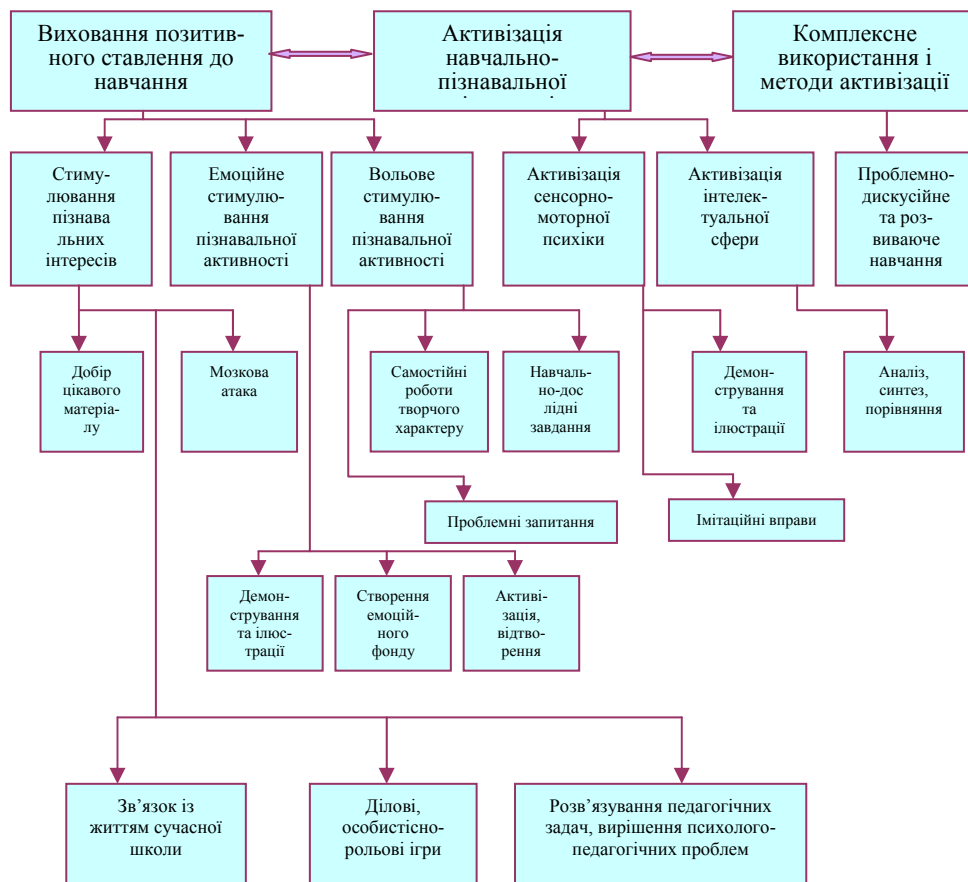 Виховання позитив-
ного ставлення до
навчання
Активізація
навчально-
пізнавальної
Комплексне
використання і
методи активізації
Стиму-
лювання
пізнава
льних
інтересів
Емоційне
стимулю-
вання
пізнавальної
активності
Вольове
стимулю-
вання
пізнавальної
активності
Активізація
сенсорно-
моторної
психіки
Активізація
інтелек-
туальної
сфери
Проблемно-
дискусійне
та роз-
виваюче
навчання
Добір
цікавого
матеріа-
лу
Мозкова
атака
Самостійні
роботи
творчого
характеру
Навчаль-
но-дос
лідні
завдання
Демон-
стрування
та
ілюстрації
Аналіз,
синтез,
порівняння
Проблемні запитання
Імітаційні вправи
Демон-
стрування
та ілюс-
трації
Створення
емоцій-
ного
фонду
Активі-
зація,
відтво-
рення
Зв’язок із
життям сучасної
школи
Ділові,
особистісно-
рольові ігри
Розв’язування педагогічних
задач, вирішення психолого-
педагогічних проблем